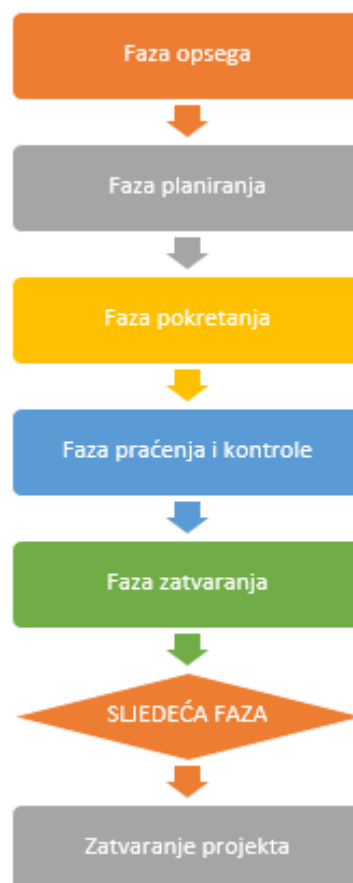 Faza opsega
Faza planiranja
Faza pokretanja
Faza praćenja i kontrole
Faza zatvaranja
SLJEDEĆA FAZA
Zatvaranje projekta